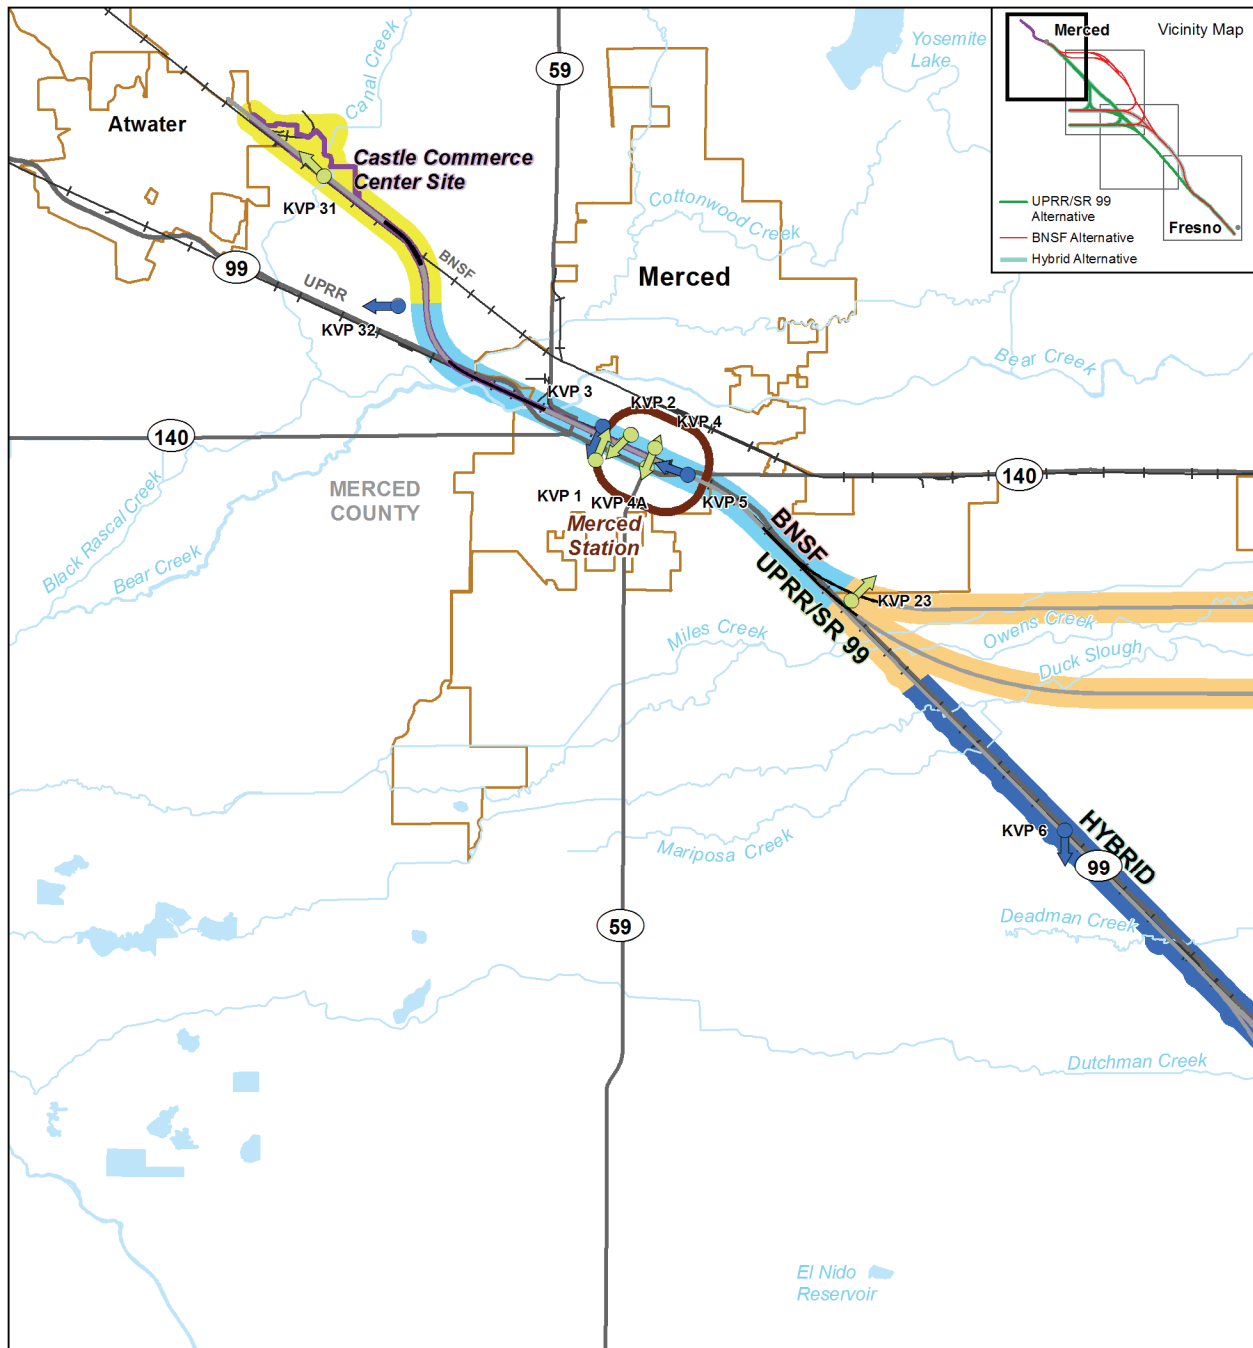 Merced
Vicinity Map
UPRR/SR 99
Alternative
BNSF Alternative
Hybrid Alternative
Fresno
Yosemite
Lake
59
Canal Creek
Atwater
Castle Commerce
Center Site
KVP 31
Cottonwood Creek
99
BNSF
UPRR
Merced
KVP 32
Bear Creek
KVP 3
KVP 2
KVP 4
140
140
MERCED
COUNTY
KVP 1
KVP 4A
KVP 5
Merced
Station
Black Rascal Creek
Bear Creek
BNSF
UPRR/SR 99
KVP 23
Miles Creek
Owens Creek
Duck Slough
KVP 6
HYBRID
99
Mariposa Creek
59
Deadman Creek
Dutchman Creek
El Nido
Reservoir